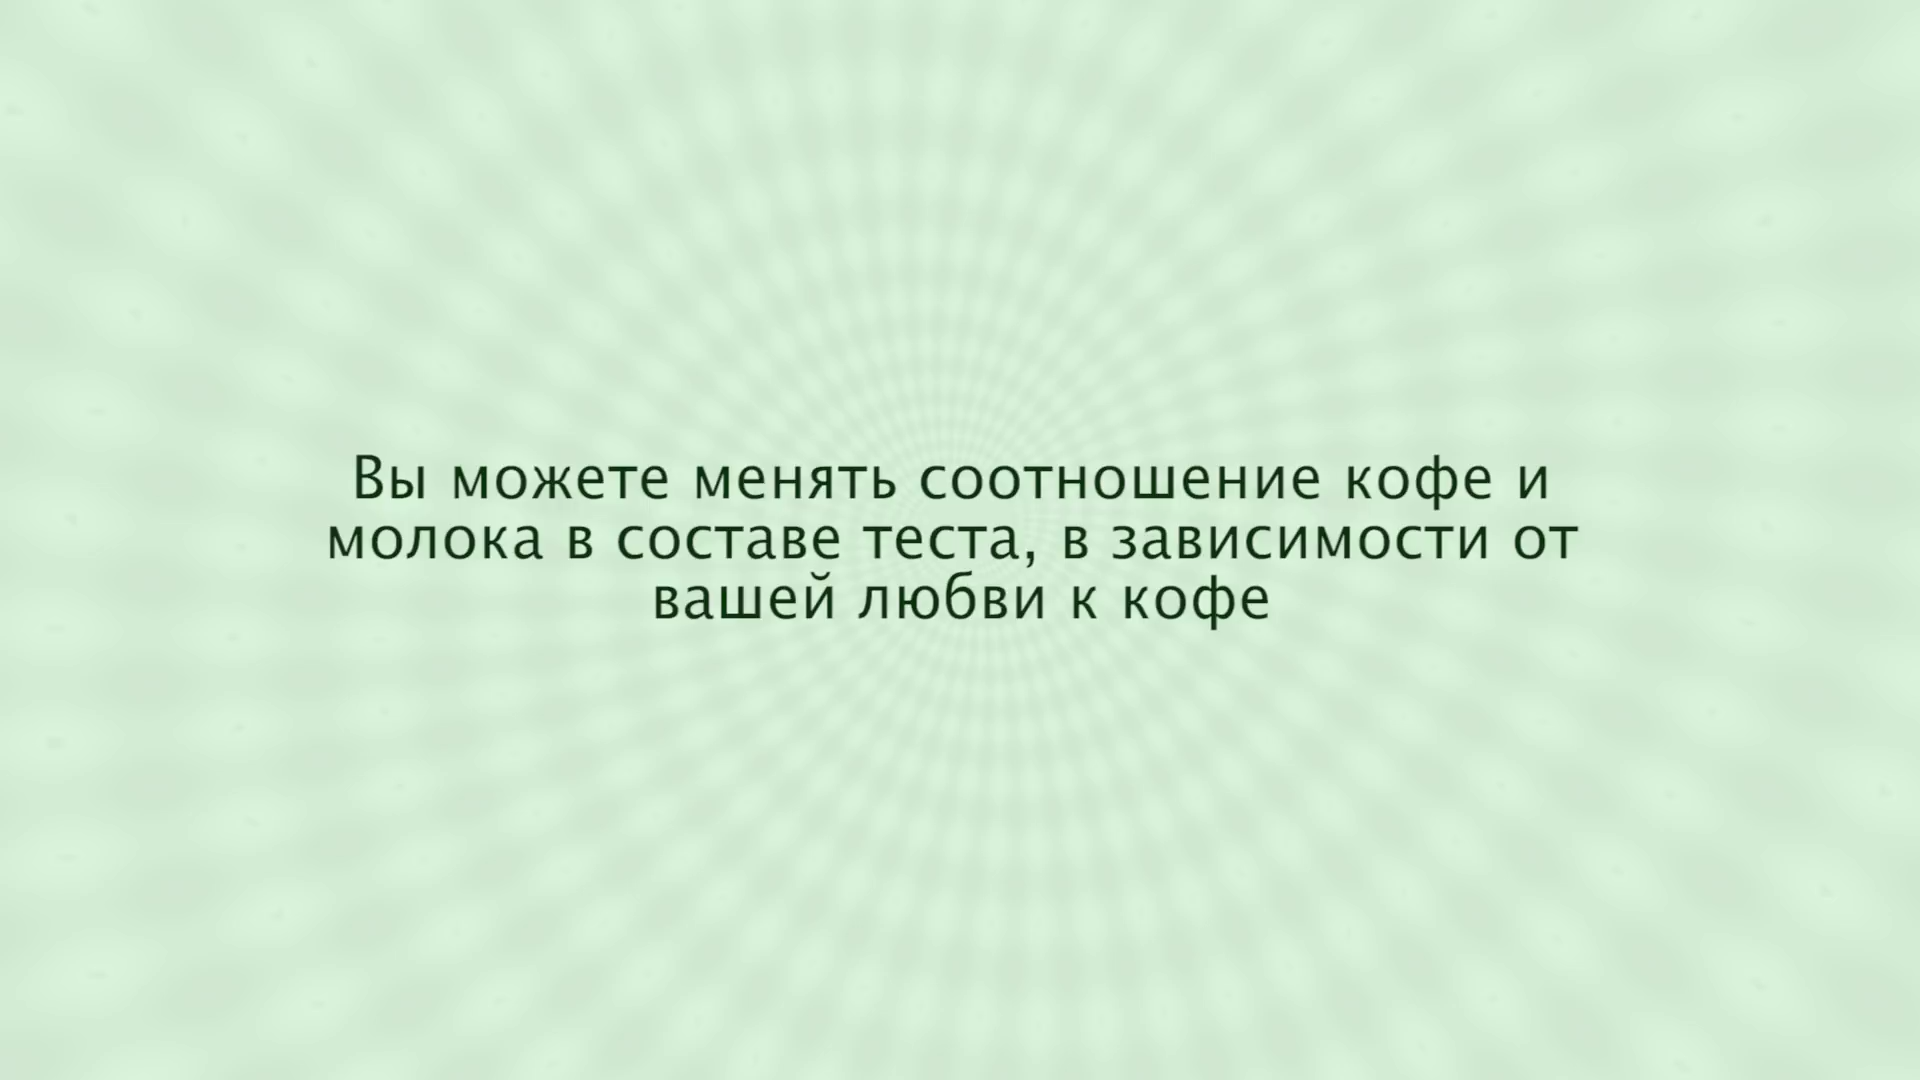 Вы можете менять соотношение кофе и
молока в составе теста, в зависимости от
вашей любви к кофе